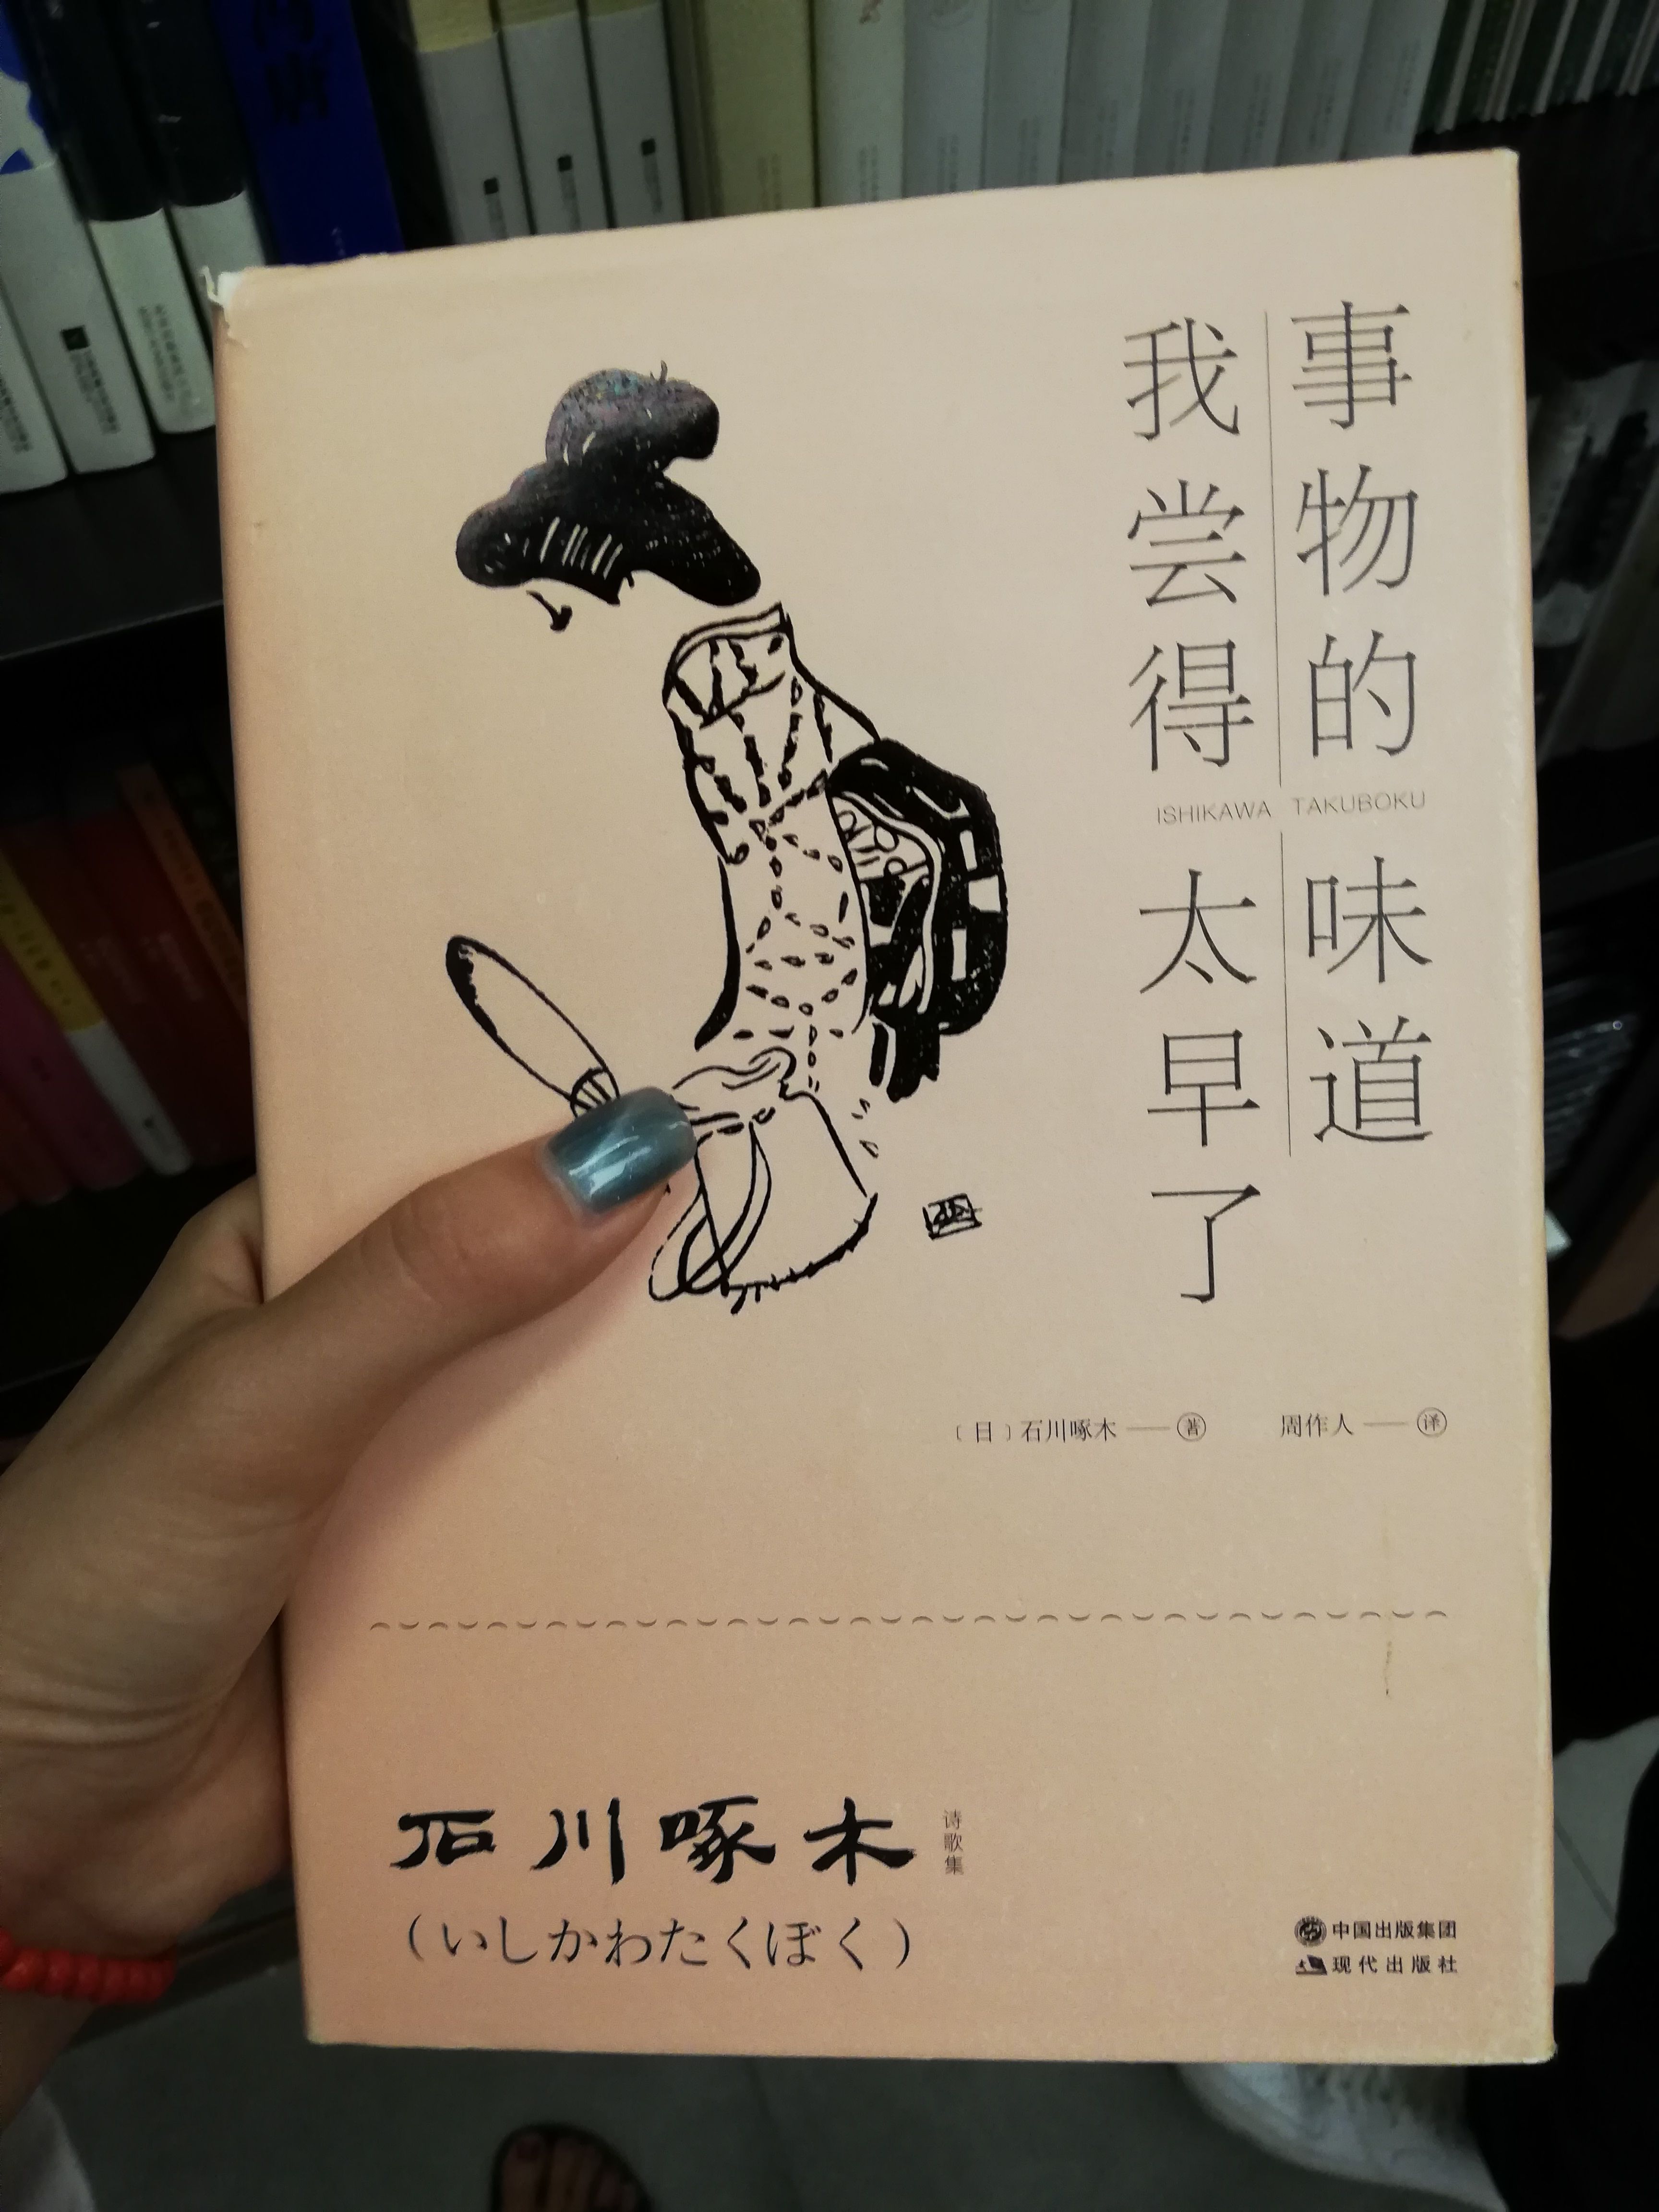 事物的味道
我尝得太早了
ISHIKAWA TAKUBOKU
〔日〕石川啄木——著 周作人——译
石川啄木
诗歌集
（いしかわたくぼく）
中国出版集团
现代出版社